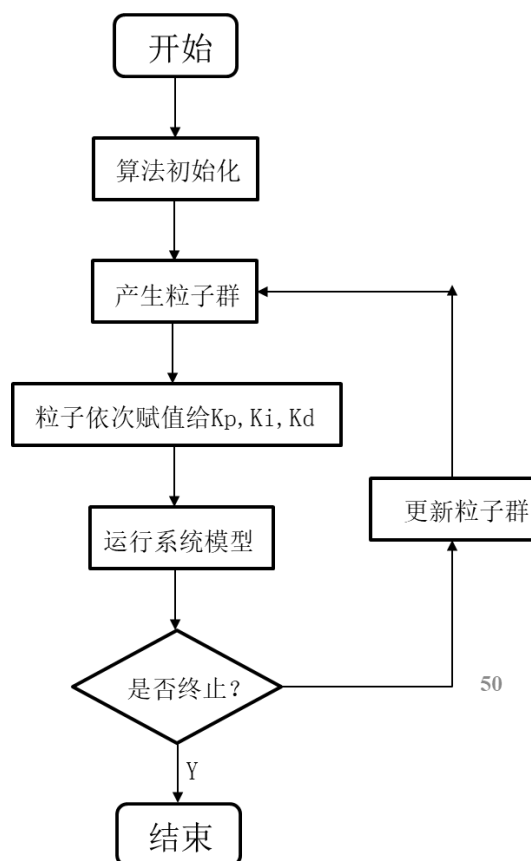 开始
算法初始化
产生粒子群
粒子依次赋值给Kp,Ki,Kd
更新粒子群
运行系统模型
是否终止?
50
Y
结束